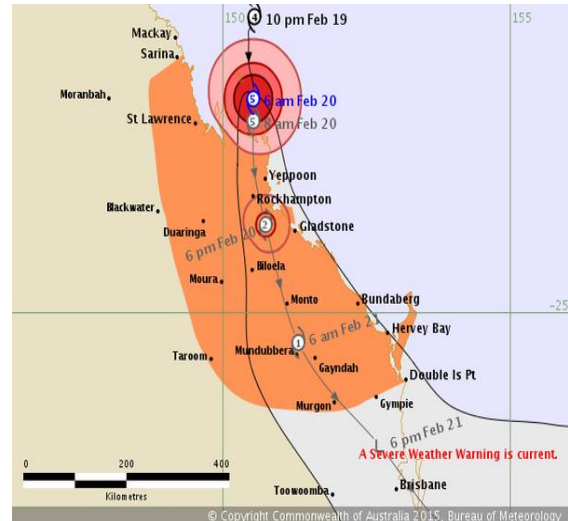 150
155
4
10 pm Feb 19
Mackay
Sarina
Moranbah
5
6 am Feb 20
5
8 am Feb 20
St Lawrence
Yeppoon
Rockhampton
Blackwater
Duaringa
2
Gladstone
6 pm Feb 20
Biloela
Moura
Monto
Bundaberg
-25
6 am Feb 21
Hervey Bay
1
Mundubbera
Taroom
Gayndah
Double Is Pt
Murgon
Gympie
L
6 pm Feb 21
A Severe Weather Warning is current.
0 200 400
Kilometres
Toowoomba
Brisbane
© Copyright Commonwealth of Australia 2015, Bureau of Meteorology